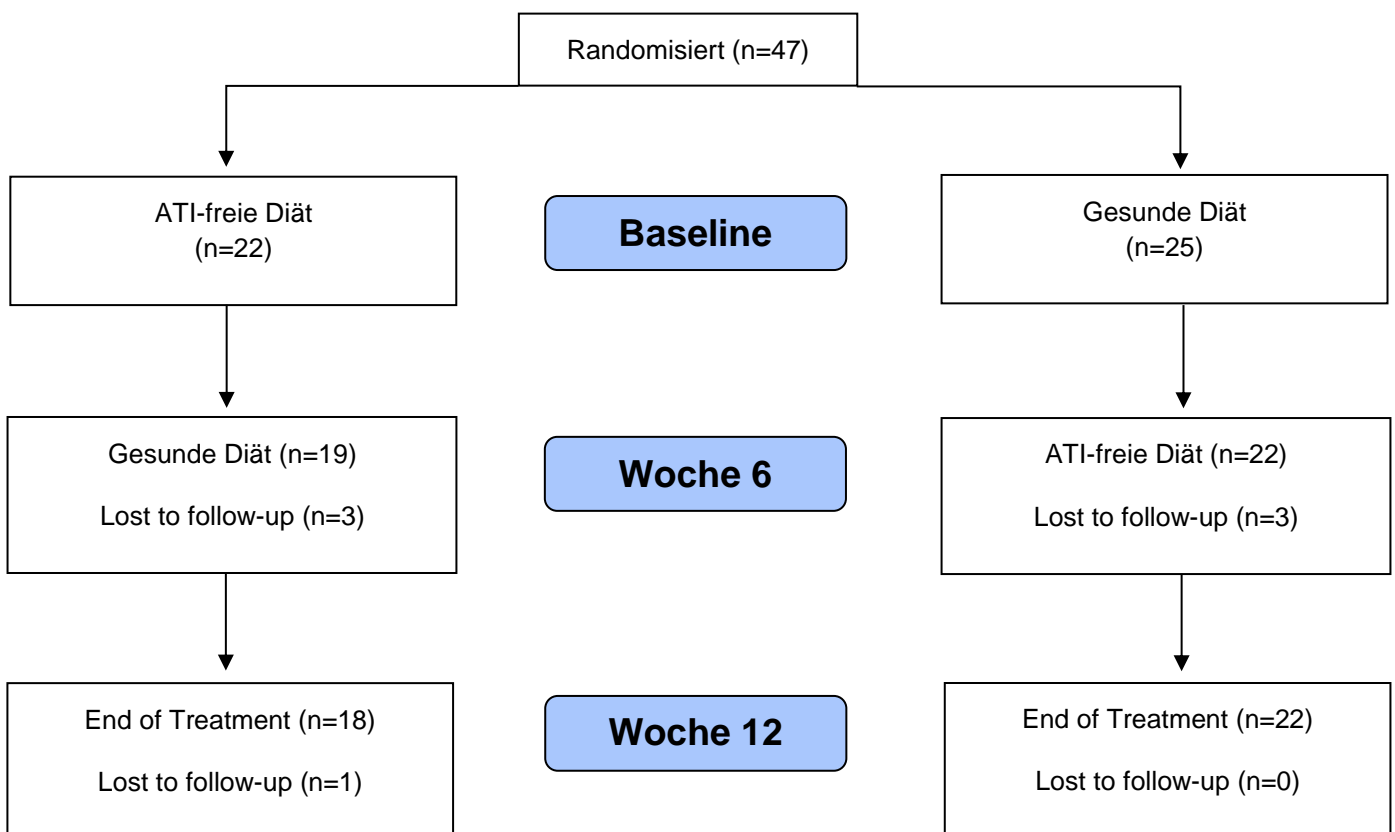 Randomisiert (n=47)
ATI-freie Diät
(n=22)
Baseline
Gesunde Diät
(n=25)
Gesunde Diät (n=19)
Lost to follow-up (n=3)
Woche 6
ATI-freie Diät (n=22)
Lost to follow-up (n=3)
End of Treatment (n=18)
Lost to follow-up (n=1)
Woche 12
End of Treatment (n=22)
Lost to follow-up (n=0)